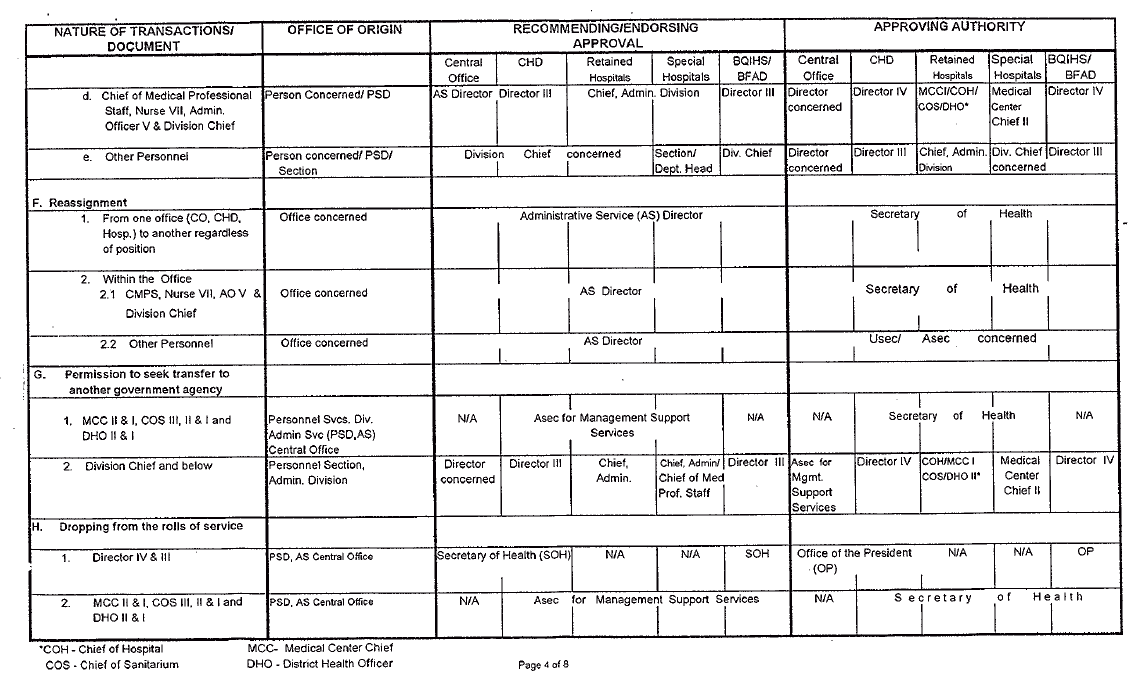 NATURE OF TRANSACTIONS/ DOCUMENT
OFFICE OF ORIGIN
RECOMMENDING/ENDORSING APPROVAL
APPROVING AUTHORITY
Central Office CHD Retained Hospitals Special Hospitals BQIHS/ BFAD Central Office CHD Retained Hospitals Special Hospitals BQIHS/ BFAD
d. Chief of Medical Professional Staff, Nurse VII, Admin. Officer V & Division Chief
Person Concerned/ PSD
AS Director Director III Chief, Admin. Division Director III Director concerned Director IV MCCI/COH/ COS/DHO* Medical Center Chief II Director IV
e. Other Personnel
Person concerned/ PSD/ Section
Division Chief concerned Section/ Dept. Head Div. Chief Director concerned Director III Chief, Admin. Division Div. Chief concerned Director III
F. Reassignment
1. From one office (CO, CHD, Hosp.) to another regardless of position
Office concerned
Administrative Service (AS) Director
Secretary of Health
2. Within the Office
2.1 CMPS, Nurse VII, AO V & Division Chief
Office concerned
AS Director
Secretary of Health
2.2 Other Personnel
Office concerned
AS Director
Usec/ Asec concerned
G. Permission to seek transfer to another government agency
1. MCC II & I, COS III, II & I and DHO II & I
Personnel Svcs. Div. Admin Svc (PSD,AS) Central Office
N/A Asec for Management Support Services N/A N/A Secretary of Health N/A
2. Division Chief and below
Personnel Section, Admin. Division
Director concerned Director III Chief, Admin. Chief, Admin/ Chief of Med Prof. Staff Director III Asec for Mgmt. Support Services Director IV COH/MCC I COS/DHO II* Medical Center Chief II Director IV
H. Dropping from the rolls of service
1. Director IV & III
PSD, AS Central Office
Secretary of Health (SOH) N/A N/A SOH Office of the President (OP) N/A N/A OP
2. MCC II & I, COS III, II & I and DHO II & I
PSD, AS Central Office
N/A Asec for Management Support Services N/A Secretary of Health
*COH - Chief of Hospital MCC- Medical Center Chief
COS - Chief of Sanitarium DHO - District Health Officer Page 4 of 8